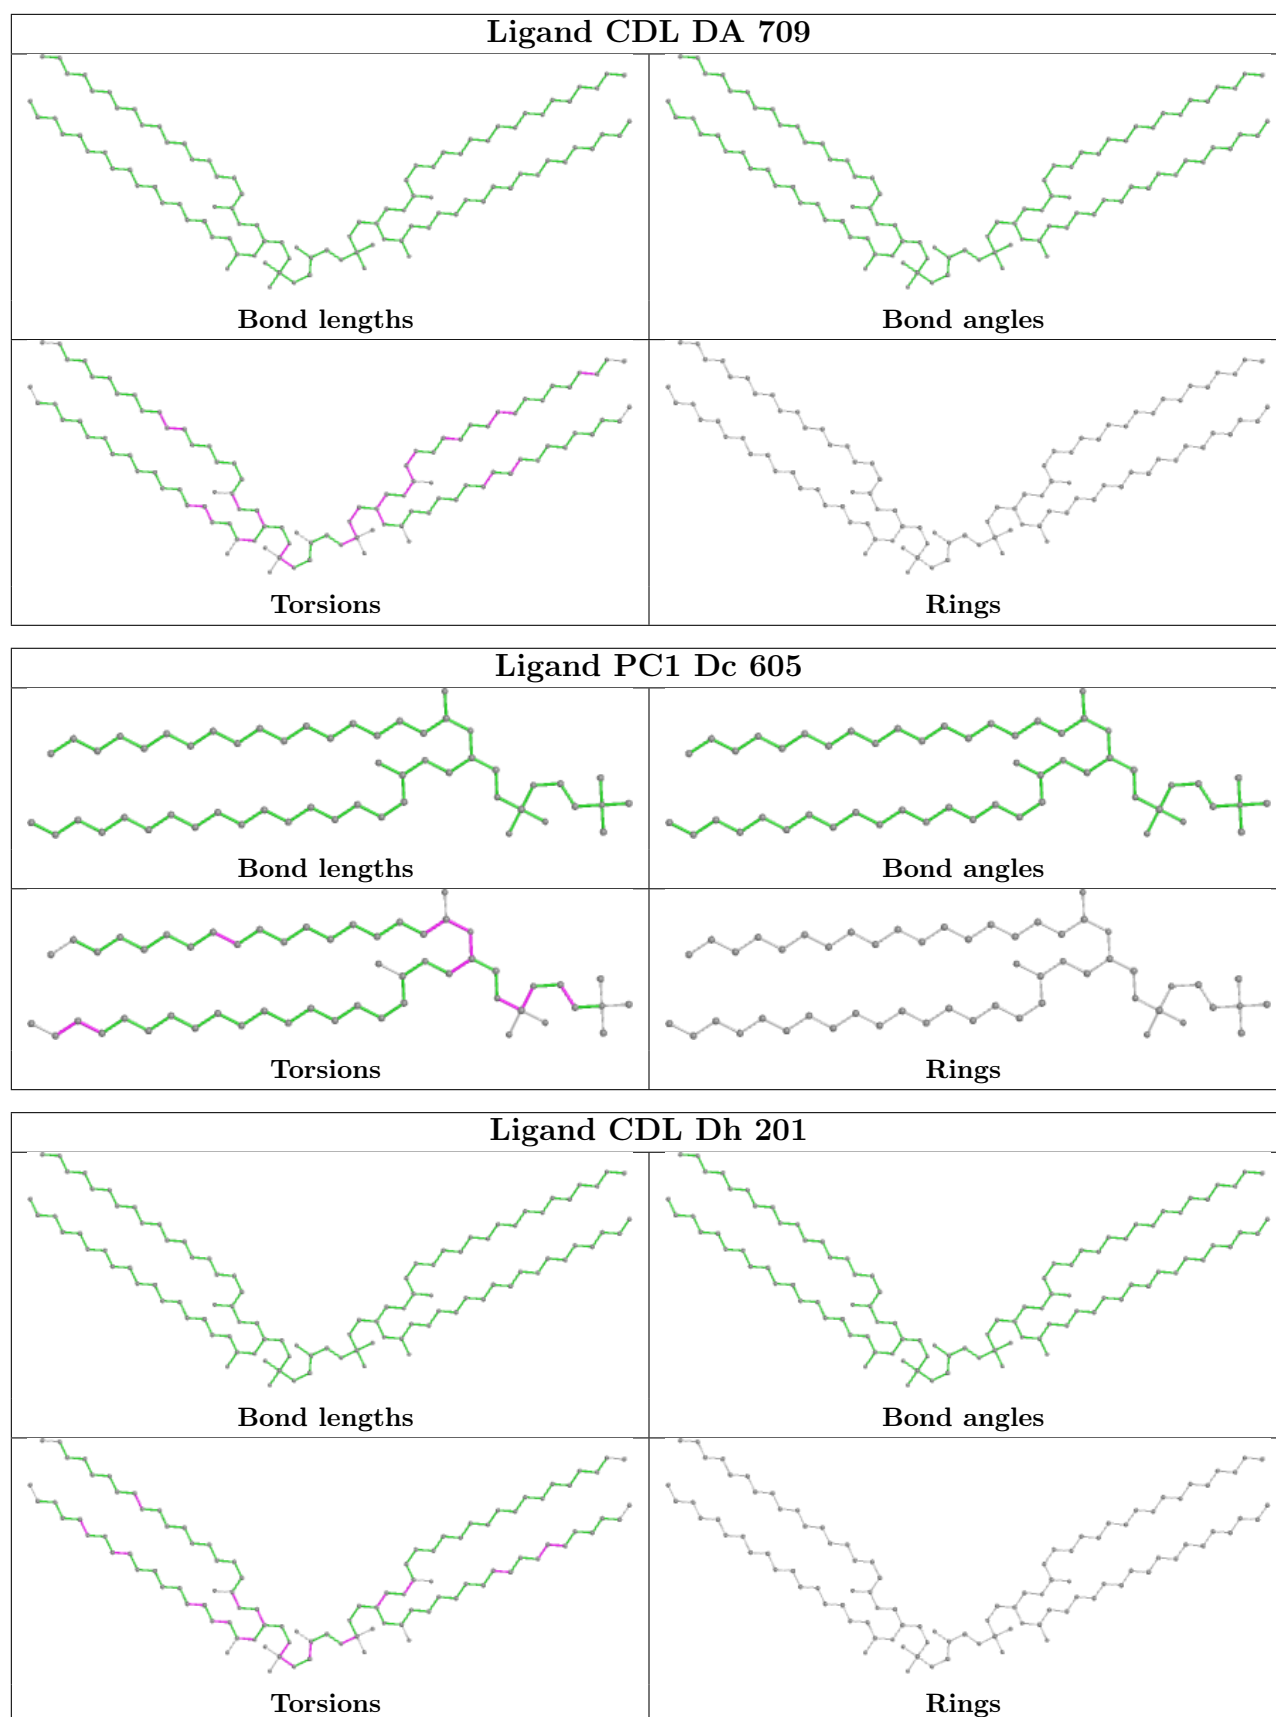 Ligand CDL DA 709
Bond lengths
Bond angles
Torsions
Rings
Ligand PC1 Dc 605
Bond lengths
Bond angles
Torsions
Rings
Ligand CDL Dh 201
Bond lengths
Bond angles
Torsions
Rings